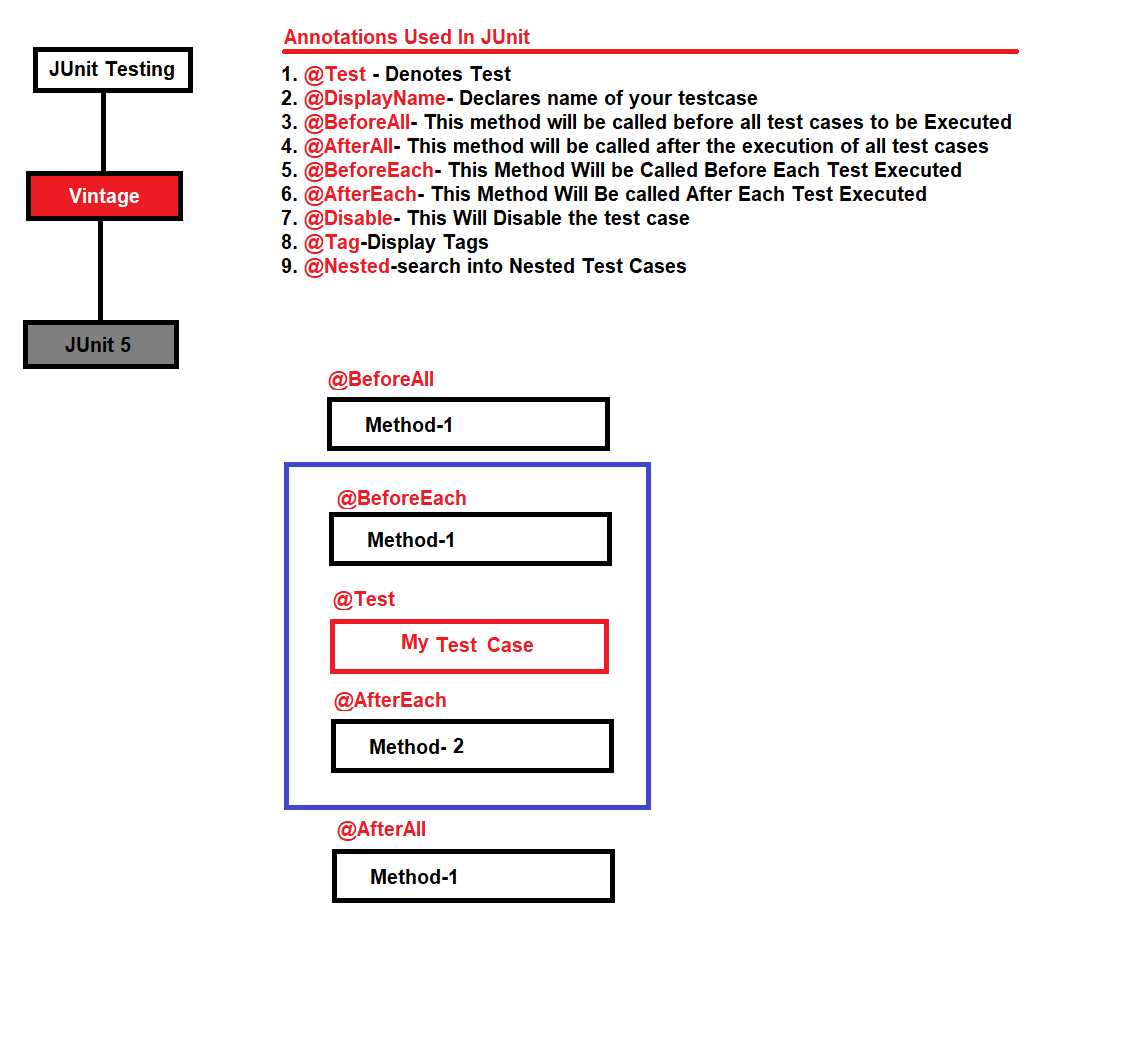 JUnit Testing
Vintage
JUnit 5
Annotations Used In JUnit
1. @Test - Denotes Test
2. @DisplayName- Declares name of your testcase
3. @BeforeAll- This method will be called before all test cases to be Executed
4. @AfterAll- This method will be called after the execution of all test cases
5. @BeforeEach- This Method Will be Called Before Each Test Executed
6. @AfterEach- This Method Will Be called After Each Test Executed
7. @Disable- This Will Disable the test case
8. @Tag-Display Tags
9. @Nested-search into Nested Test Cases
@BeforeAll
Method-1
@BeforeEach
Method-1
@Test
My Test Case
@AfterEach
Method- 2
@AfterAll
Method-1